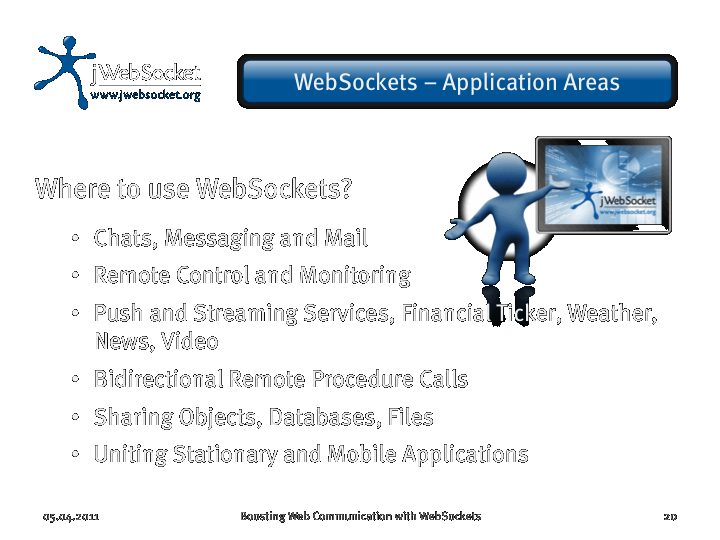 jWebSocket
www.jwebsocket.org
WebSockets – Application Areas
jWebSocket
www.jwebsocket.org
Where to use WebSockets?
• Chats, Messaging and Mail
• Remote Control and Monitoring
• Push and Streaming Services, Financial Ticker, Weather,
News, Video
• Bidirectional Remote Procedure Calls
• Sharing Objects, Databases, Files
• Uniting Stationary and Mobile Applications
05.04.2011
Boosting Web Communication with WebSockets
20